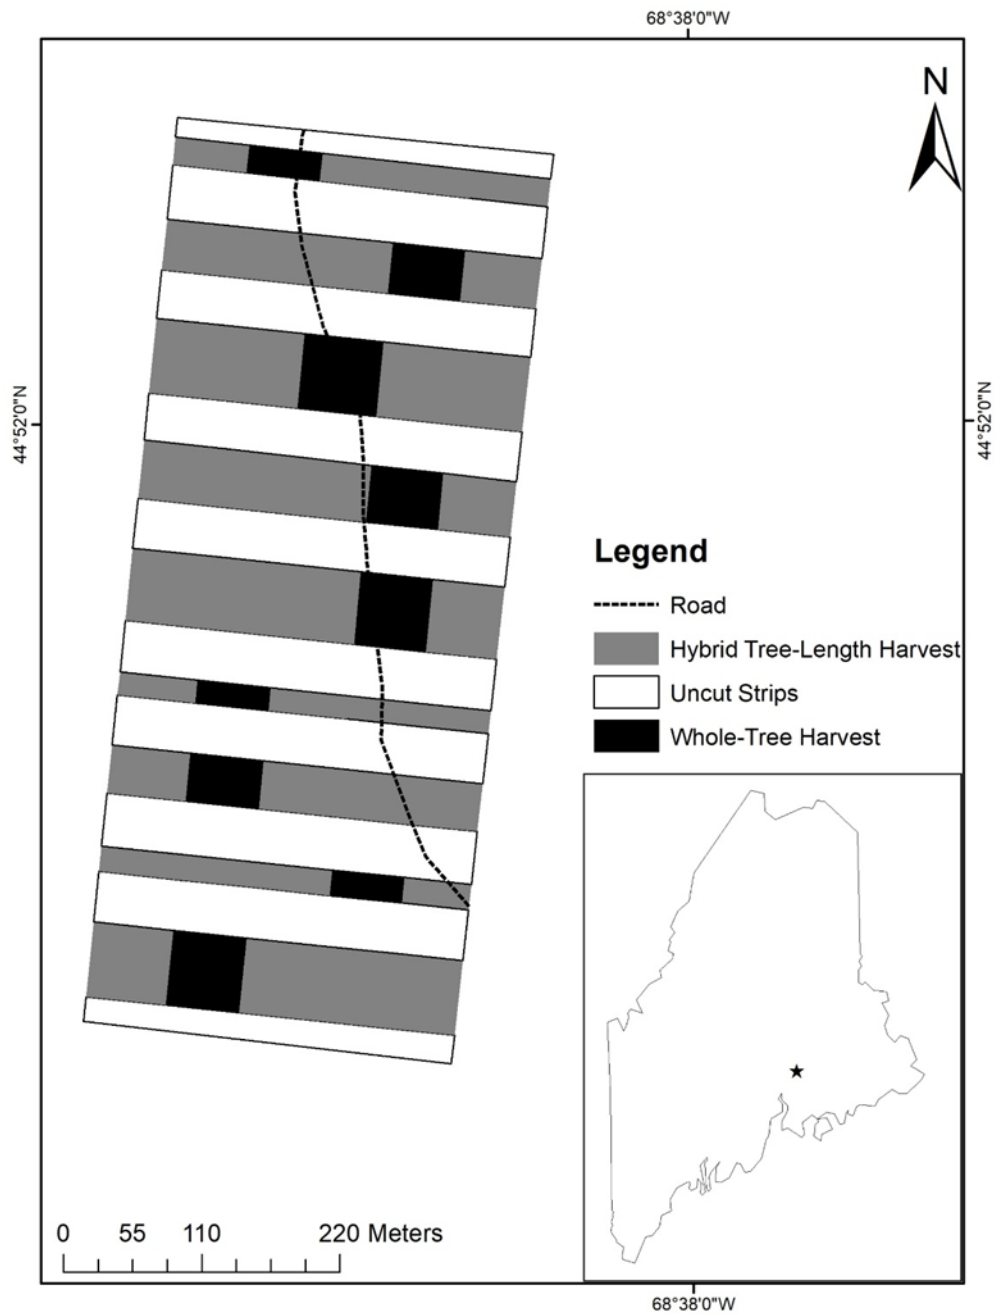 68°38'0"W
N
44°52'0"N
44°52'0"N
Legend
Road
Hybrid Tree-Length Harvest
Uncut Strips
Whole-Tree Harvest
0 55 110 220 Meters
68°38'0"W